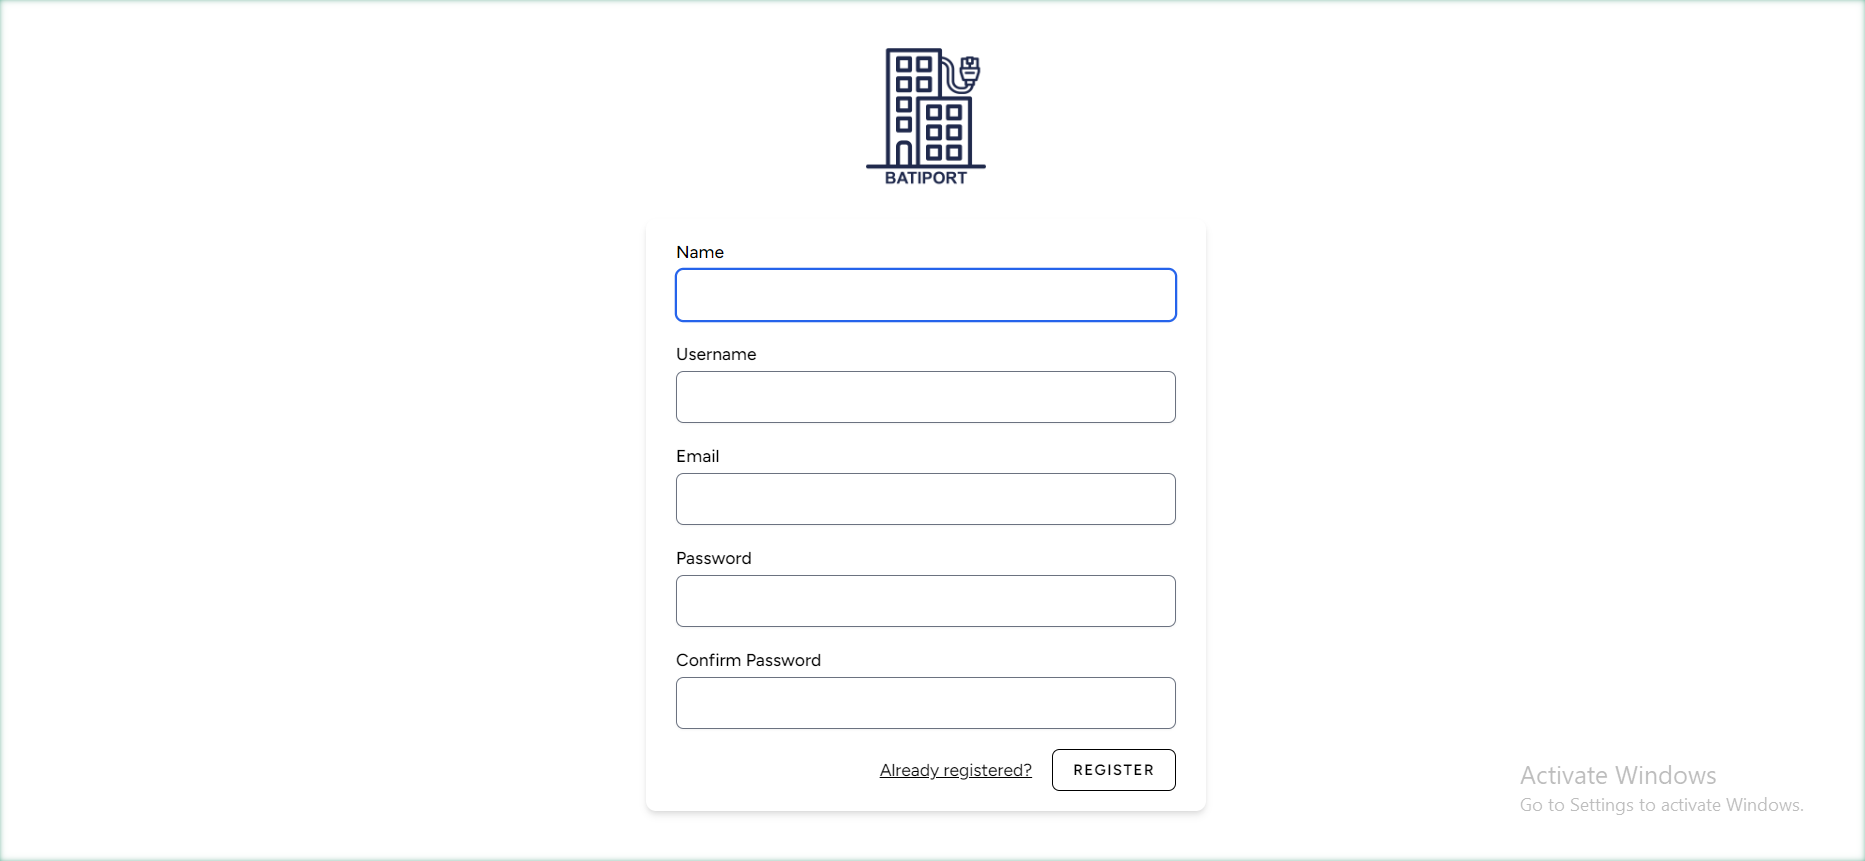 BATIPORT
Name
Username
Email
Password
Confirm Password
Already registered?
REGISTER
Activate Windows
Go to Settings to activate Windows.